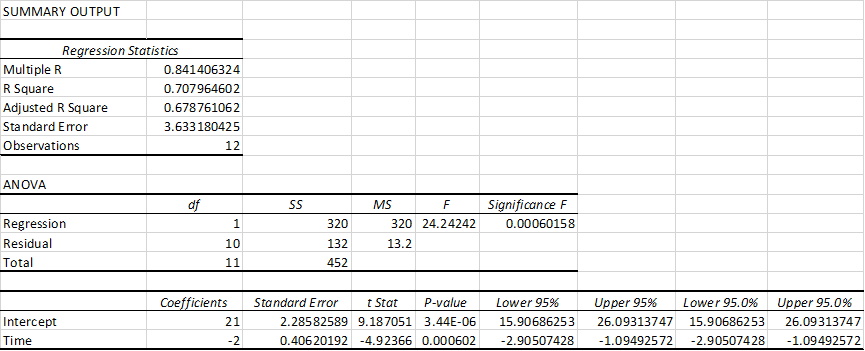 SUMMARY OUTPUT
Regression Statistics
Multiple R 0.841406324
R Square 0.707964602
Adjusted R Square 0.678761062
Standard Error 3.633180425
Observations 12
ANOVA
df SS MS F Significance F
Regression 1 320 320 24.24242 0.00060158
Residual 10 132 13.2
Total 11 452
Coefficients Standard Error t Stat P-value Lower 95% Upper 95% Lower 95.0% Upper 95.0%
Intercept 21 2.28582589 9.187051 3.44E-06 15.90686253 26.09313747 15.90686253 26.09313747
Time -2 0.40620192 -4.92366 0.000602 -2.90507428 -1.09492572 -2.90507428 -1.09492572